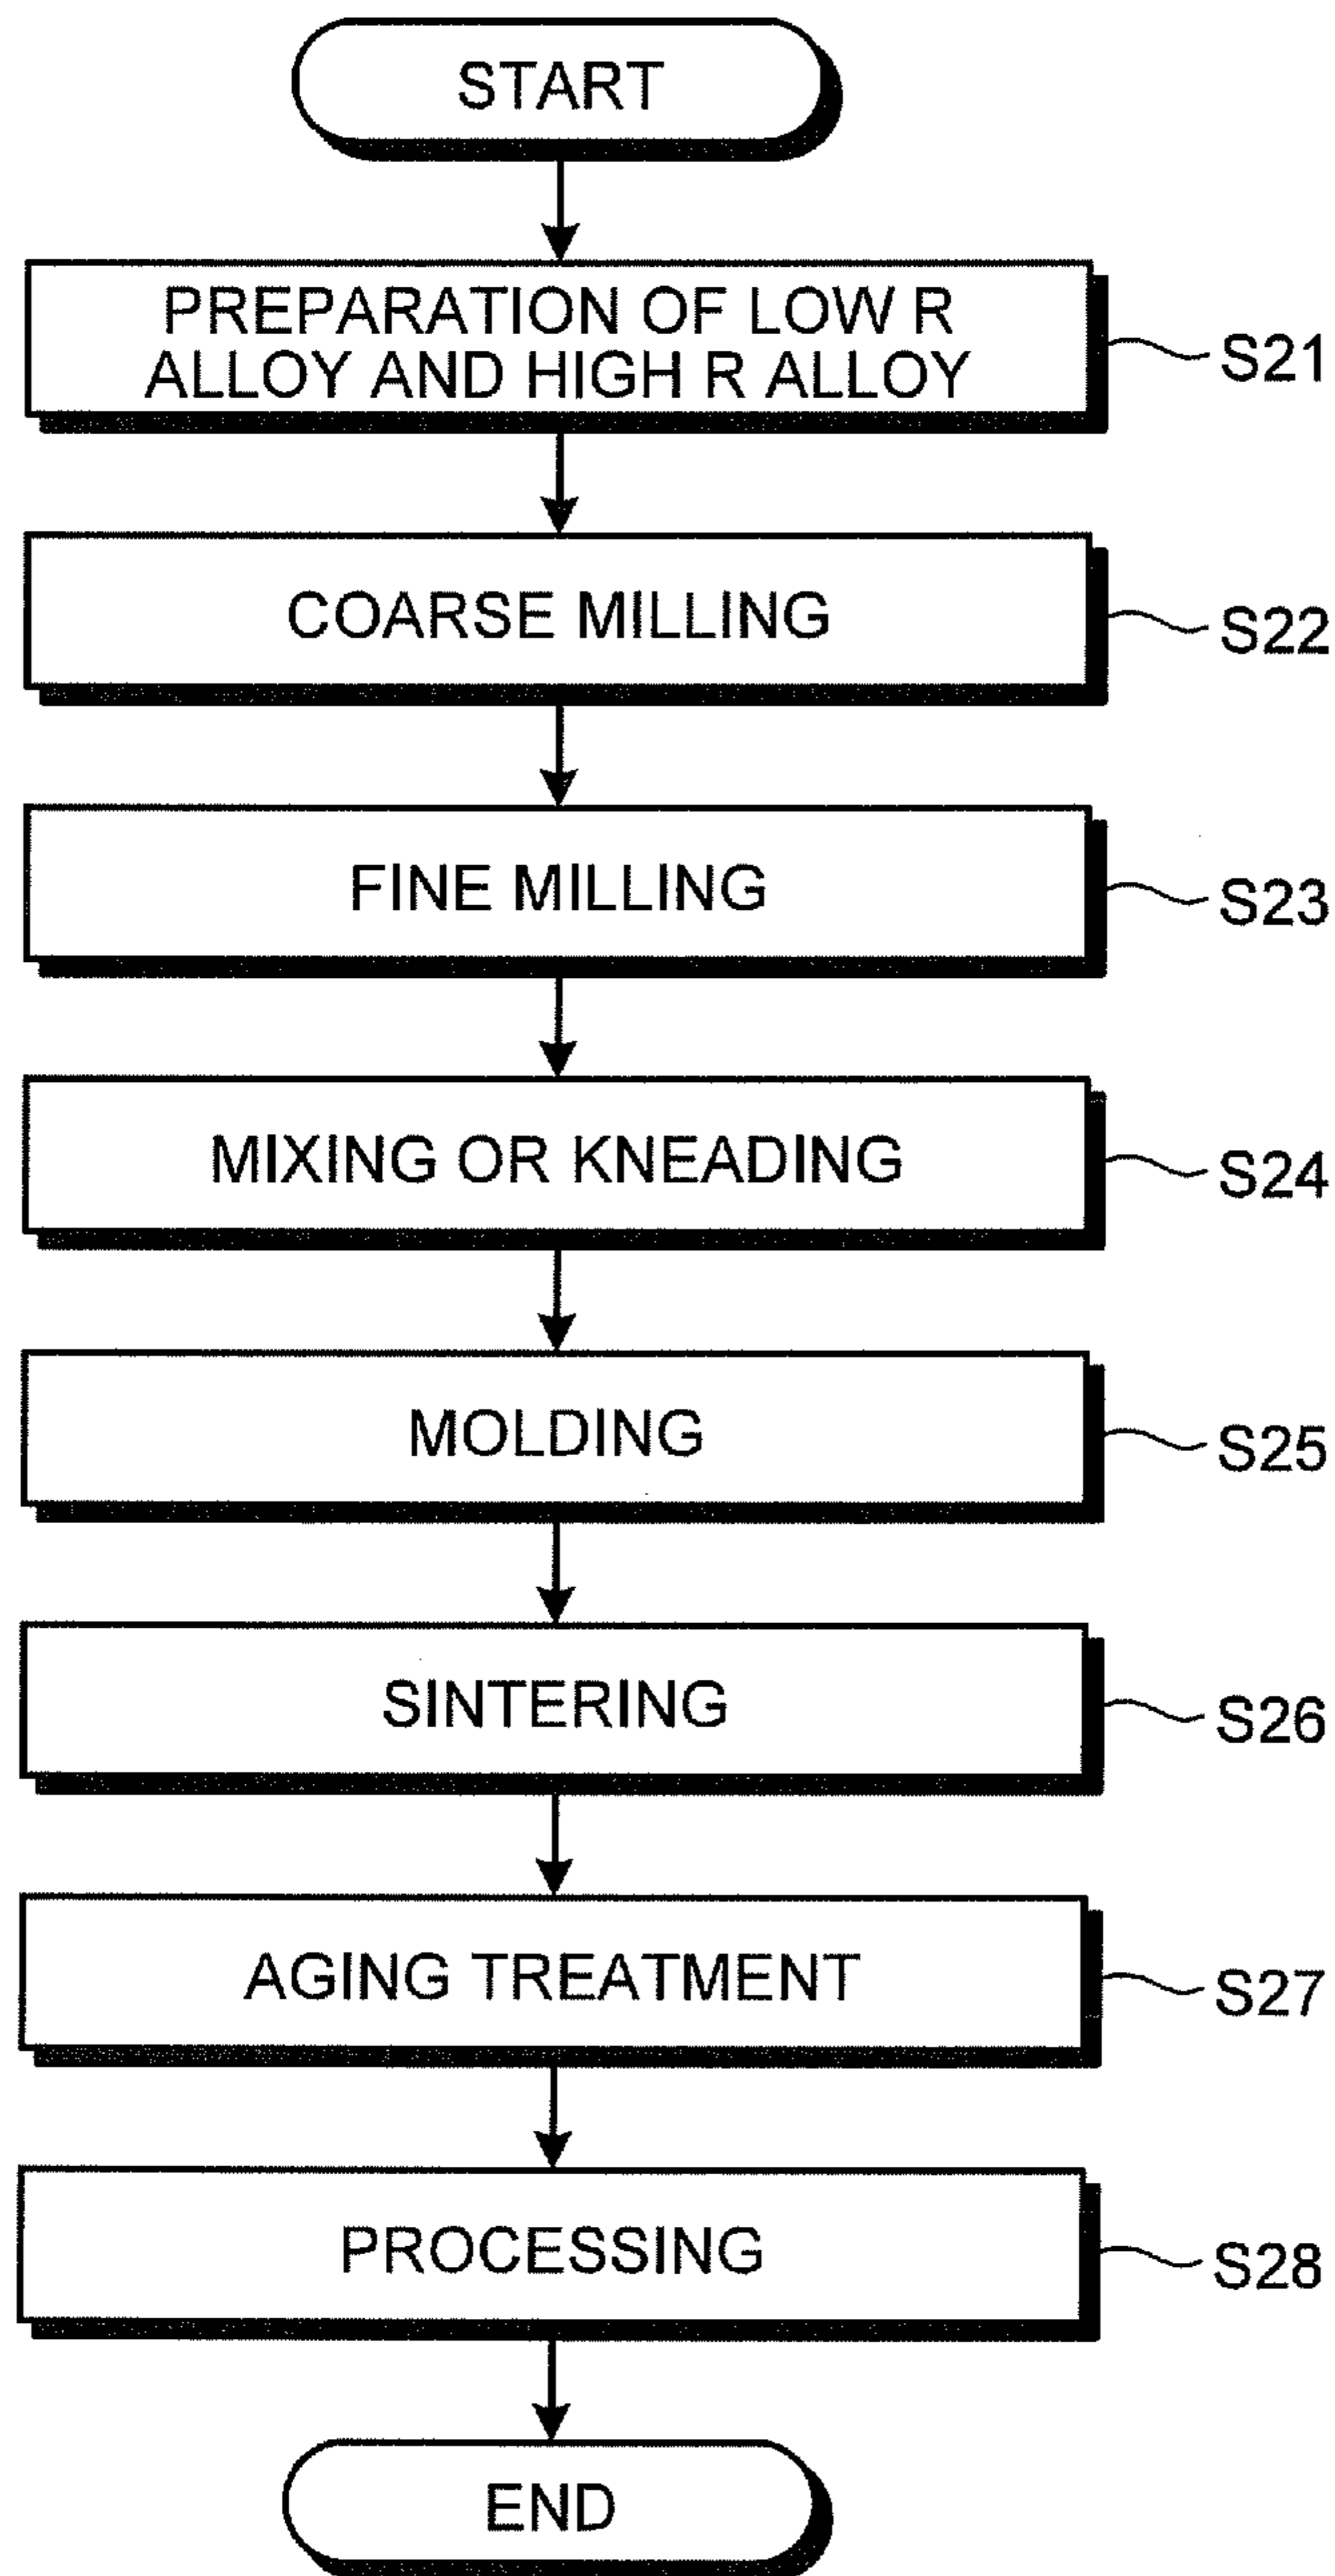 START
PREPARATION OF LOW R
ALLOY AND HIGH R ALLOY
S21
COARSE MILLING
S22
FINE MILLING
S23
MIXING OR KNEADING
S24
MOLDING
S25
SINTERING
S26
AGING TREATMENT
S27
PROCESSING
S28
END